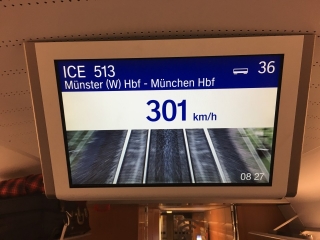 ICE 513 36
Münster (W) Hbf - München Hbf
301 km/h
08 27